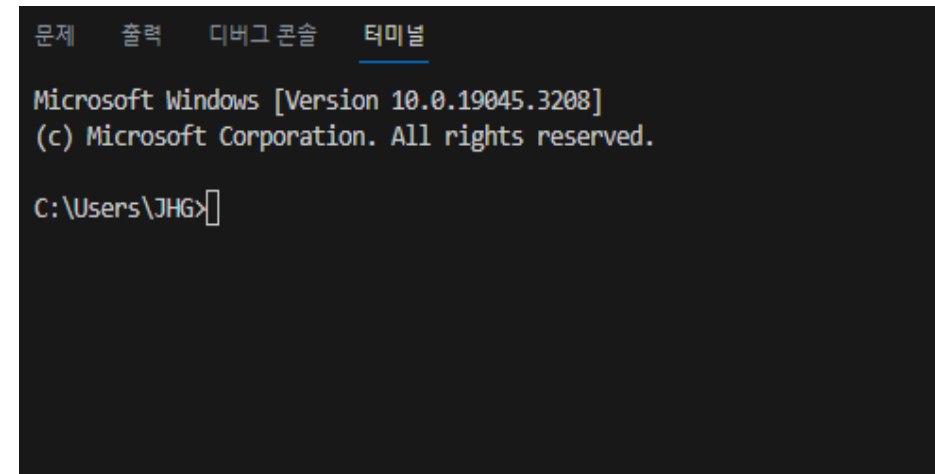 문제 출력 디버그 콘솔 터미널
Microsoft Windows [Version 10.0.19045.3208]
(c) Microsoft Corporation. All rights reserved.
C:\Users\JHG>